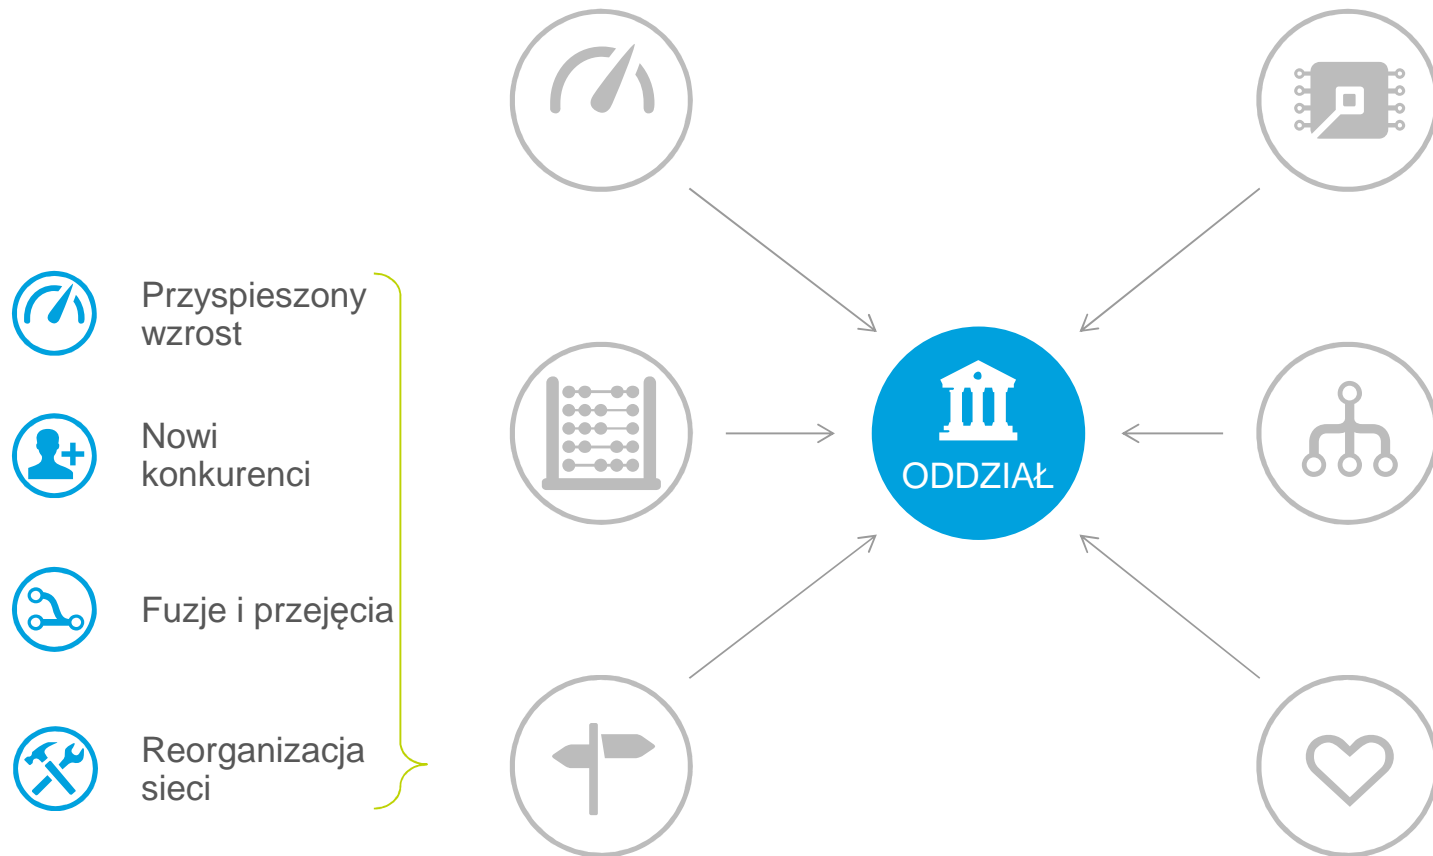 Przyspieszony
wzrost
Nowi
konkurenci
Fuzje i przejęcia
Reorganizacja
sieci
ODDZIAŁ